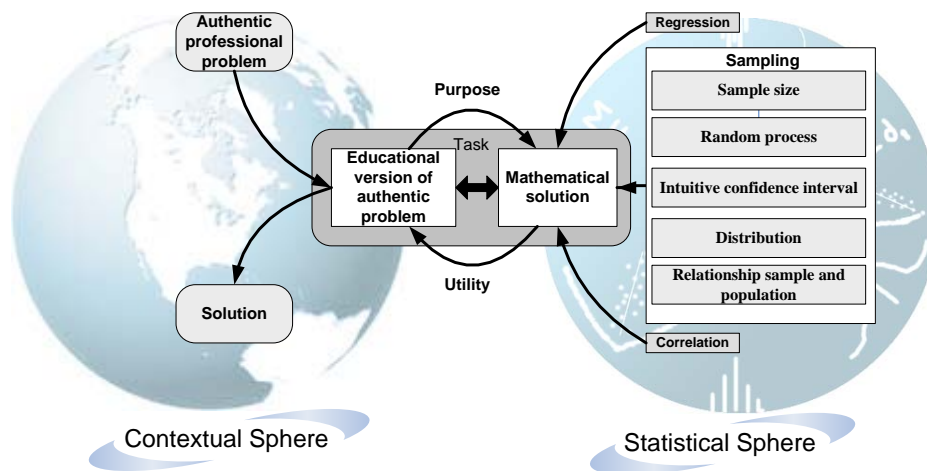 Authentic
professional
problem
Regression
Sampling
Sample size
Purpose
Random process
Task
Educational
version of
authentic
problem
Mathematical
solution
Intuitive confidence interval
Distribution
Utility
Relationship sample and
population
Solution
Correlation
Contextual Sphere
Statistical Sphere